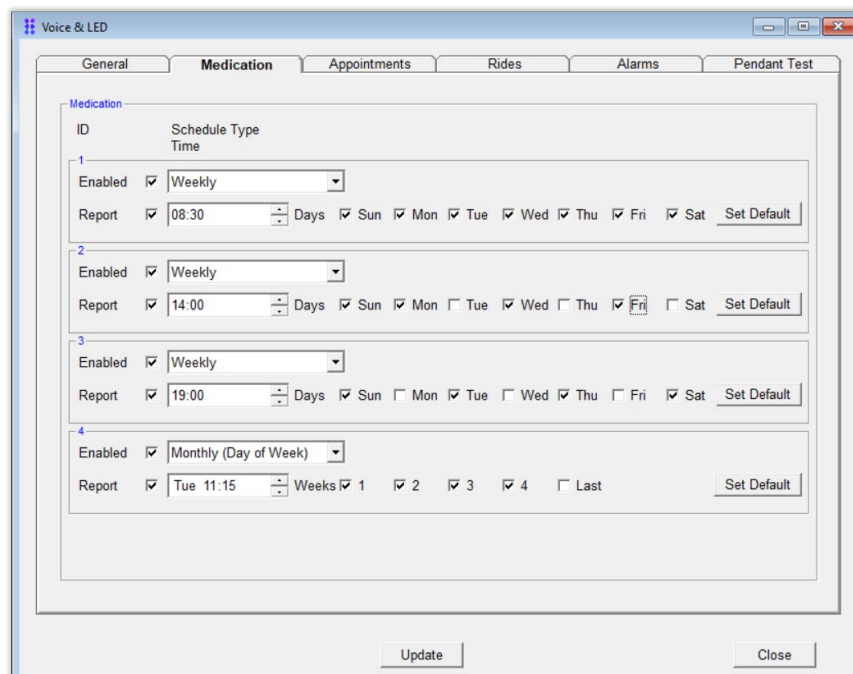 Voice & LED
General Medication Appointments Rides Alarms Pendant Test
Medication
ID Schedule Type
Time
1
Enabled Weekly
Report 08:30 Days Sun Mon Tue Wed Thu Fri Sat Set Default
2
Enabled Weekly
Report 14:00 Days Sun Mon Tue Wed Thu Fri Sat Set Default
3
Enabled Weekly
Report 19:00 Days Sun Mon Tue Wed Thu Fri Sat Set Default
4
Enabled Monthly (Day of Week)
Report Tue 11:15 Weeks 1 2 3 4 Last Set Default
Update Close